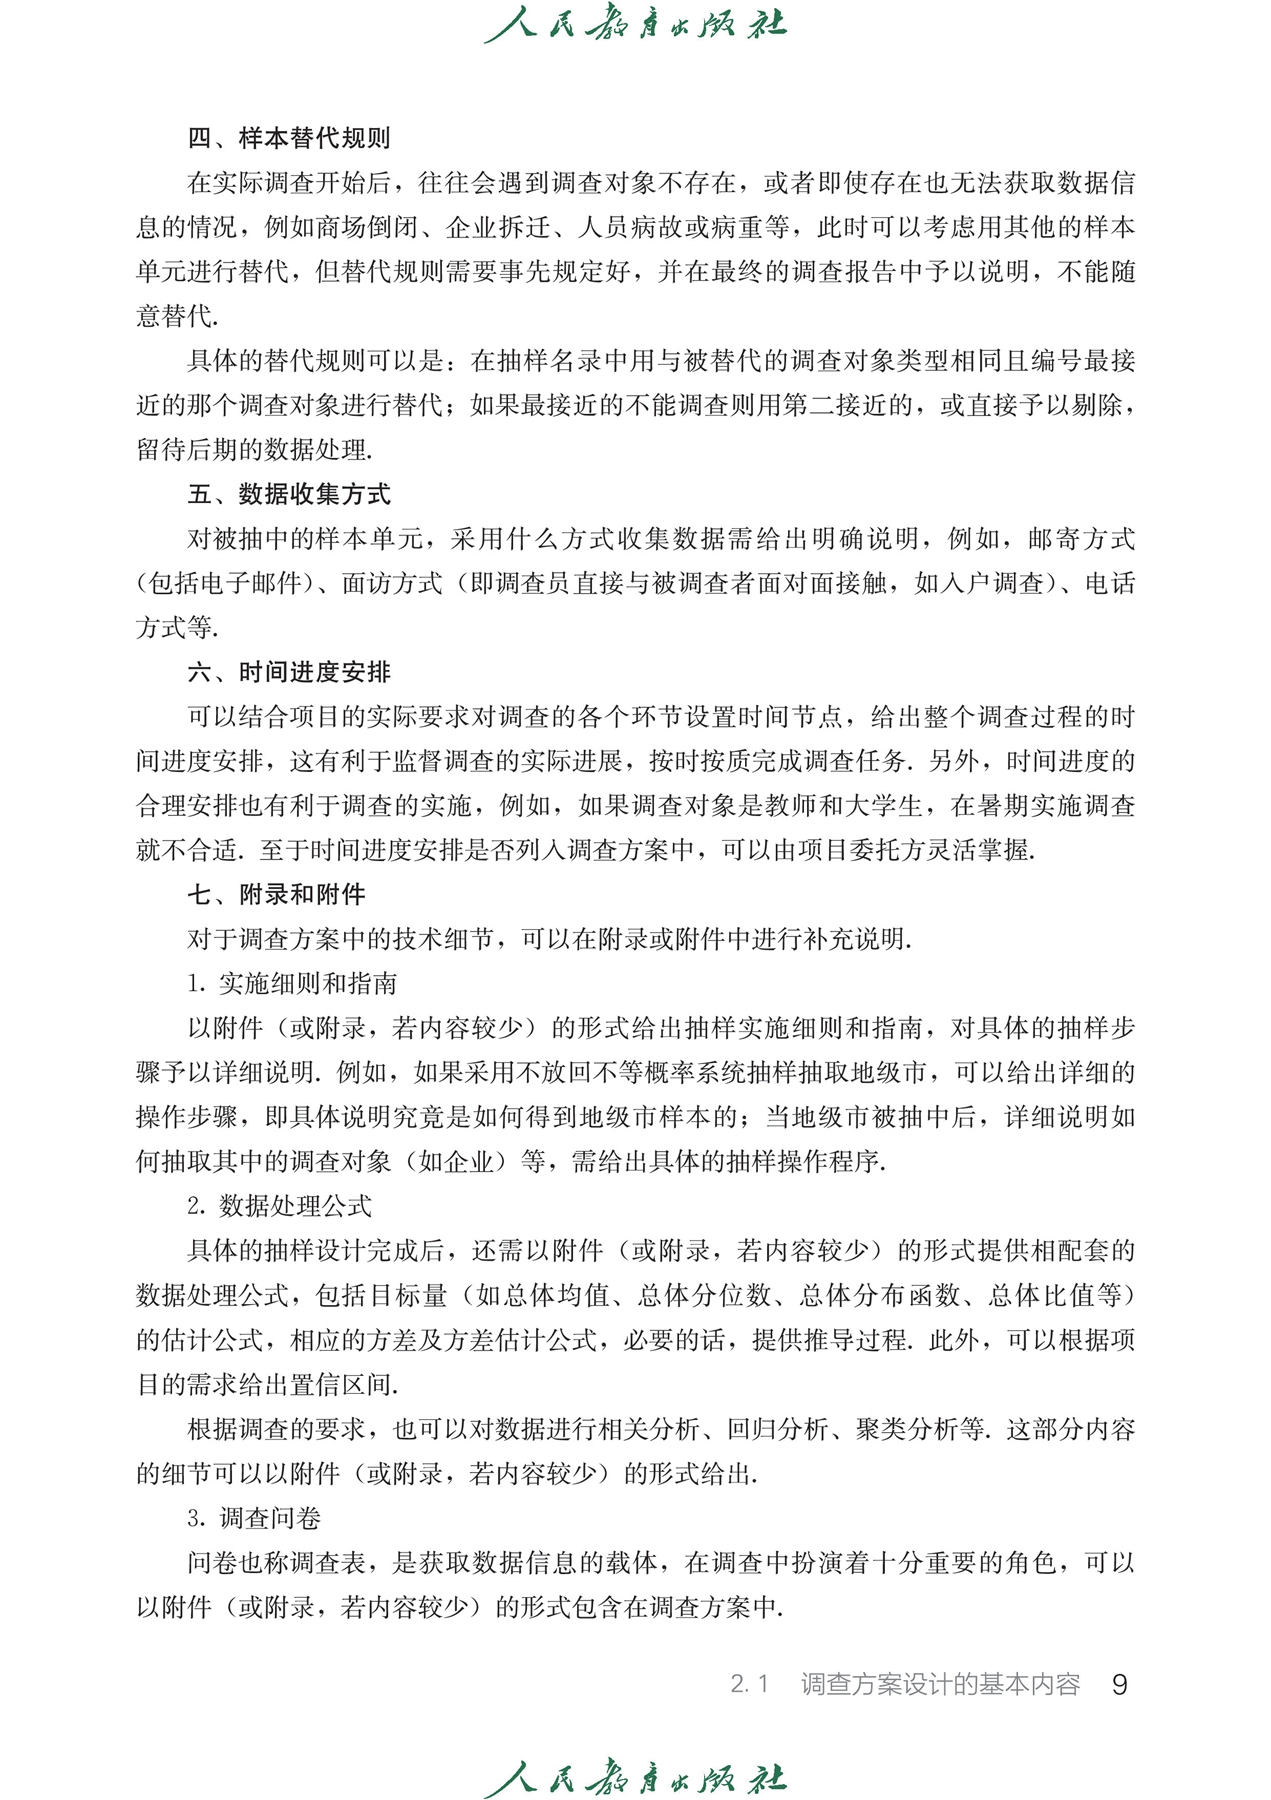 人民教育出版社
四、样本替代规则
在实际调查开始后，往往会遇到调查对象不存在，或者即使存在也无法获取数据信
息的情况，例如商场倒闭、企业拆迁、人员病故或病重等，此时可以考虑用其他的样本
单元进行替代，但替代规则需要事先规定好，并在最终的调查报告中予以说明，不能随
意替代.
具体的替代规则可以是：在抽样名录中用与被替代的调查对象类型相同且编号最接
近的那个调查对象进行替代；如果最接近的不能调查则用第二接近的，或直接予以剔除，
留待后期的数据处理.
五、数据收集方式
对被抽中的样本单元，采用什么方式收集数据需给出明确说明，例如，邮寄方式
（包括电子邮件）、面访方式（即调查员直接与被调查者面对面接触，如入户调查）、电话
方式等.
六、时间进度安排
可以结合项目的实际要求对调查的各个环节设置时间节点，给出整个调查过程的时
间进度安排，这有利于监督调查的实际进展，按时按质完成调查任务. 另外，时间进度的
合理安排也有利于调查的实施，例如，如果调查对象是教师和大学生，在暑期实施调查
就不合适. 至于时间进度安排是否列入调查方案中，可以由项目委托方灵活掌握.
七、附录和附件
对于调查方案中的技术细节，可以在附录或附件中进行补充说明.
1. 实施细则和指南
以附件（或附录，若内容较少）的形式给出抽样实施细则和指南，对具体的抽样步
骤予以详细说明. 例如，如果采用不放回不等概率系统抽样抽取地级市，可以给出详细的
操作步骤，即具体说明究竟是如何得到地级市样本的；当地级市被抽中后，详细说明如
何抽取其中的调查对象（如企业）等，需给出具体的抽样操作程序.
2. 数据处理公式
具体的抽样设计完成后，还需以附件（或附录，若内容较少）的形式提供相配套的
数据处理公式，包括目标量（如总体均值、总体分位数、总体分布函数、总体比值等）
的估计公式，相应的方差及方差估计公式，必要的话，提供推导过程. 此外，可以根据项
目的需求给出置信区间.
根据调查的要求，也可以对数据进行相关分析、回归分析、聚类分析等. 这部分内容
的细节可以以附件（或附录，若内容较少）的形式给出.
3. 调查问卷
问卷也称调查表，是获取数据信息的载体，在调查中扮演着十分重要的角色，可以
以附件（或附录，若内容较少）的形式包含在调查方案中.
2.1 调查方案设计的基本内容 9
人民教育出版社